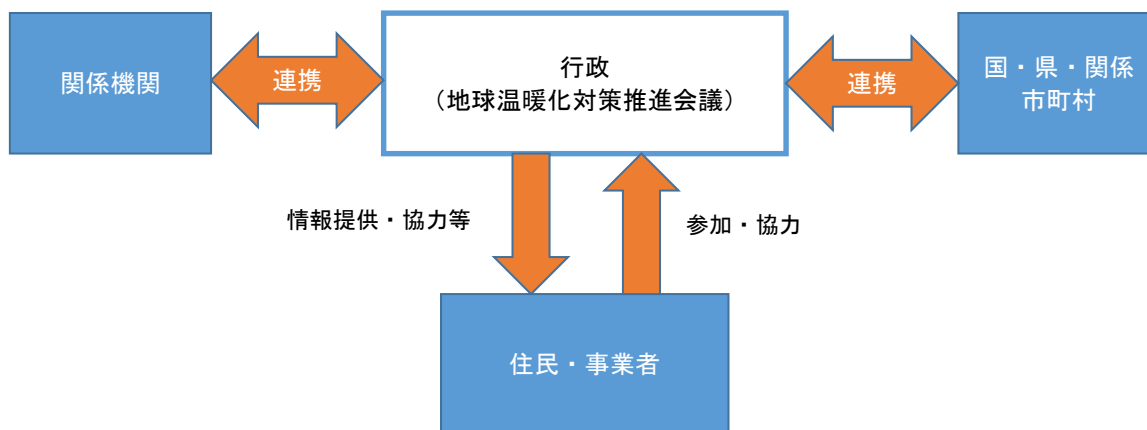 関係機関
連携
行政
（地球温暖化対策推進会議）
連携
国・県・関係
市町村
情報提供・協力等
参加・協力
住民・事業者